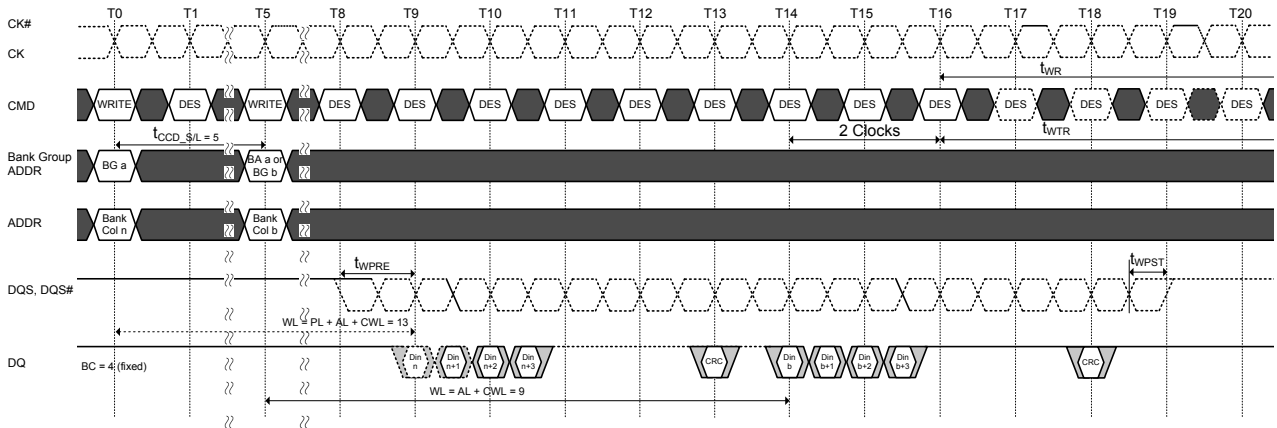 T0 T1 T5 T8 T9 T10 T11 T12 T13 T14 T15 T16 T17 T18 T19 T20
CK#
CK
tWR
CMD WRITE DES WRITE DES DES DES DES DES DES DES DES DES DES DES DES DES
tCCD_S/L = 5
2 Clocks
tWTR
Bank Group
ADDR
BG a
BA a or
BG b
ADDR
Bank
Col n
Bank
Col b
tWPRE
tWPST
DQS, DQS#
WL = PL + AL + CWL = 13
DQ
BC = 4 (fixed)
Din
n
Din
n+1
Din
n+2
Din
n+3
CRC
Din
b
Din
b+1
Din
b+2
Din
b+3
CRC
WL = AL + CWL = 9